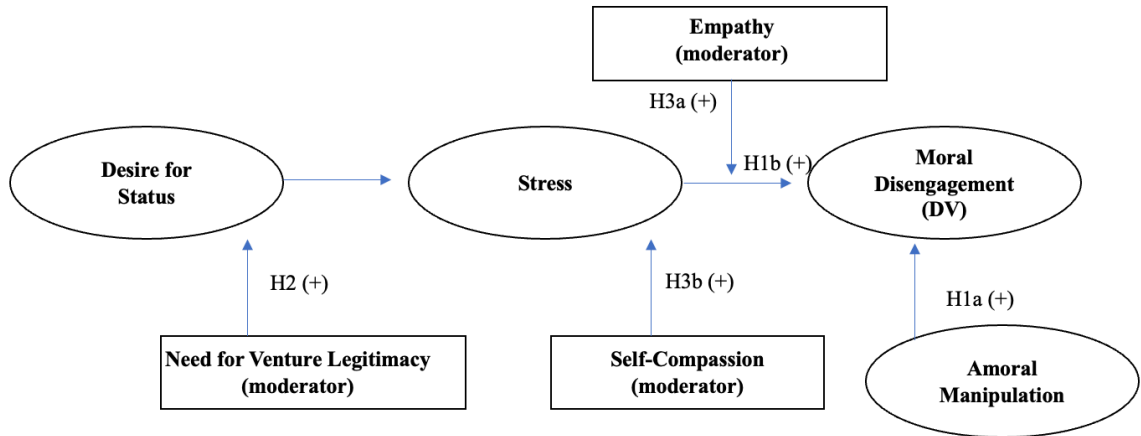 Empathy
(moderator)
H3a (+)
H1b (+)
Desire for
Status
Stress
Moral
Disengagement
(DV)
H2 (+)
H3b (+)
H1a (+)
Need for Venture Legitimacy
(moderator)
Self-Compassion
(moderator)
Amoral
Manipulation